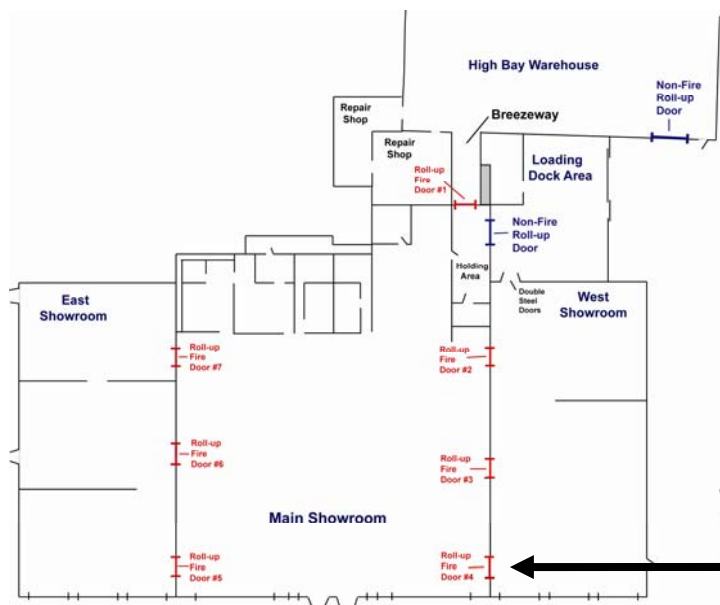 High Bay Warehouse
Non-Fire
Roll-up
Door
Repair
Shop
Breezeway
Repair
Shop
Loading
Dock Area
Roll-up
Fire
Door #1
Non-Fire
Roll-up
Door
Holding
Area
East
Showroom
Double
Steel
Doors
West
Showroom
Roll-up
Fire
Door #7
Roll-up
Fire
Door #2
Roll-up
Fire
Door #6
Roll-up
Fire
Door #3
Main Showroom
Roll-up
Fire
Door #5
Roll-up
Fire
Door #4